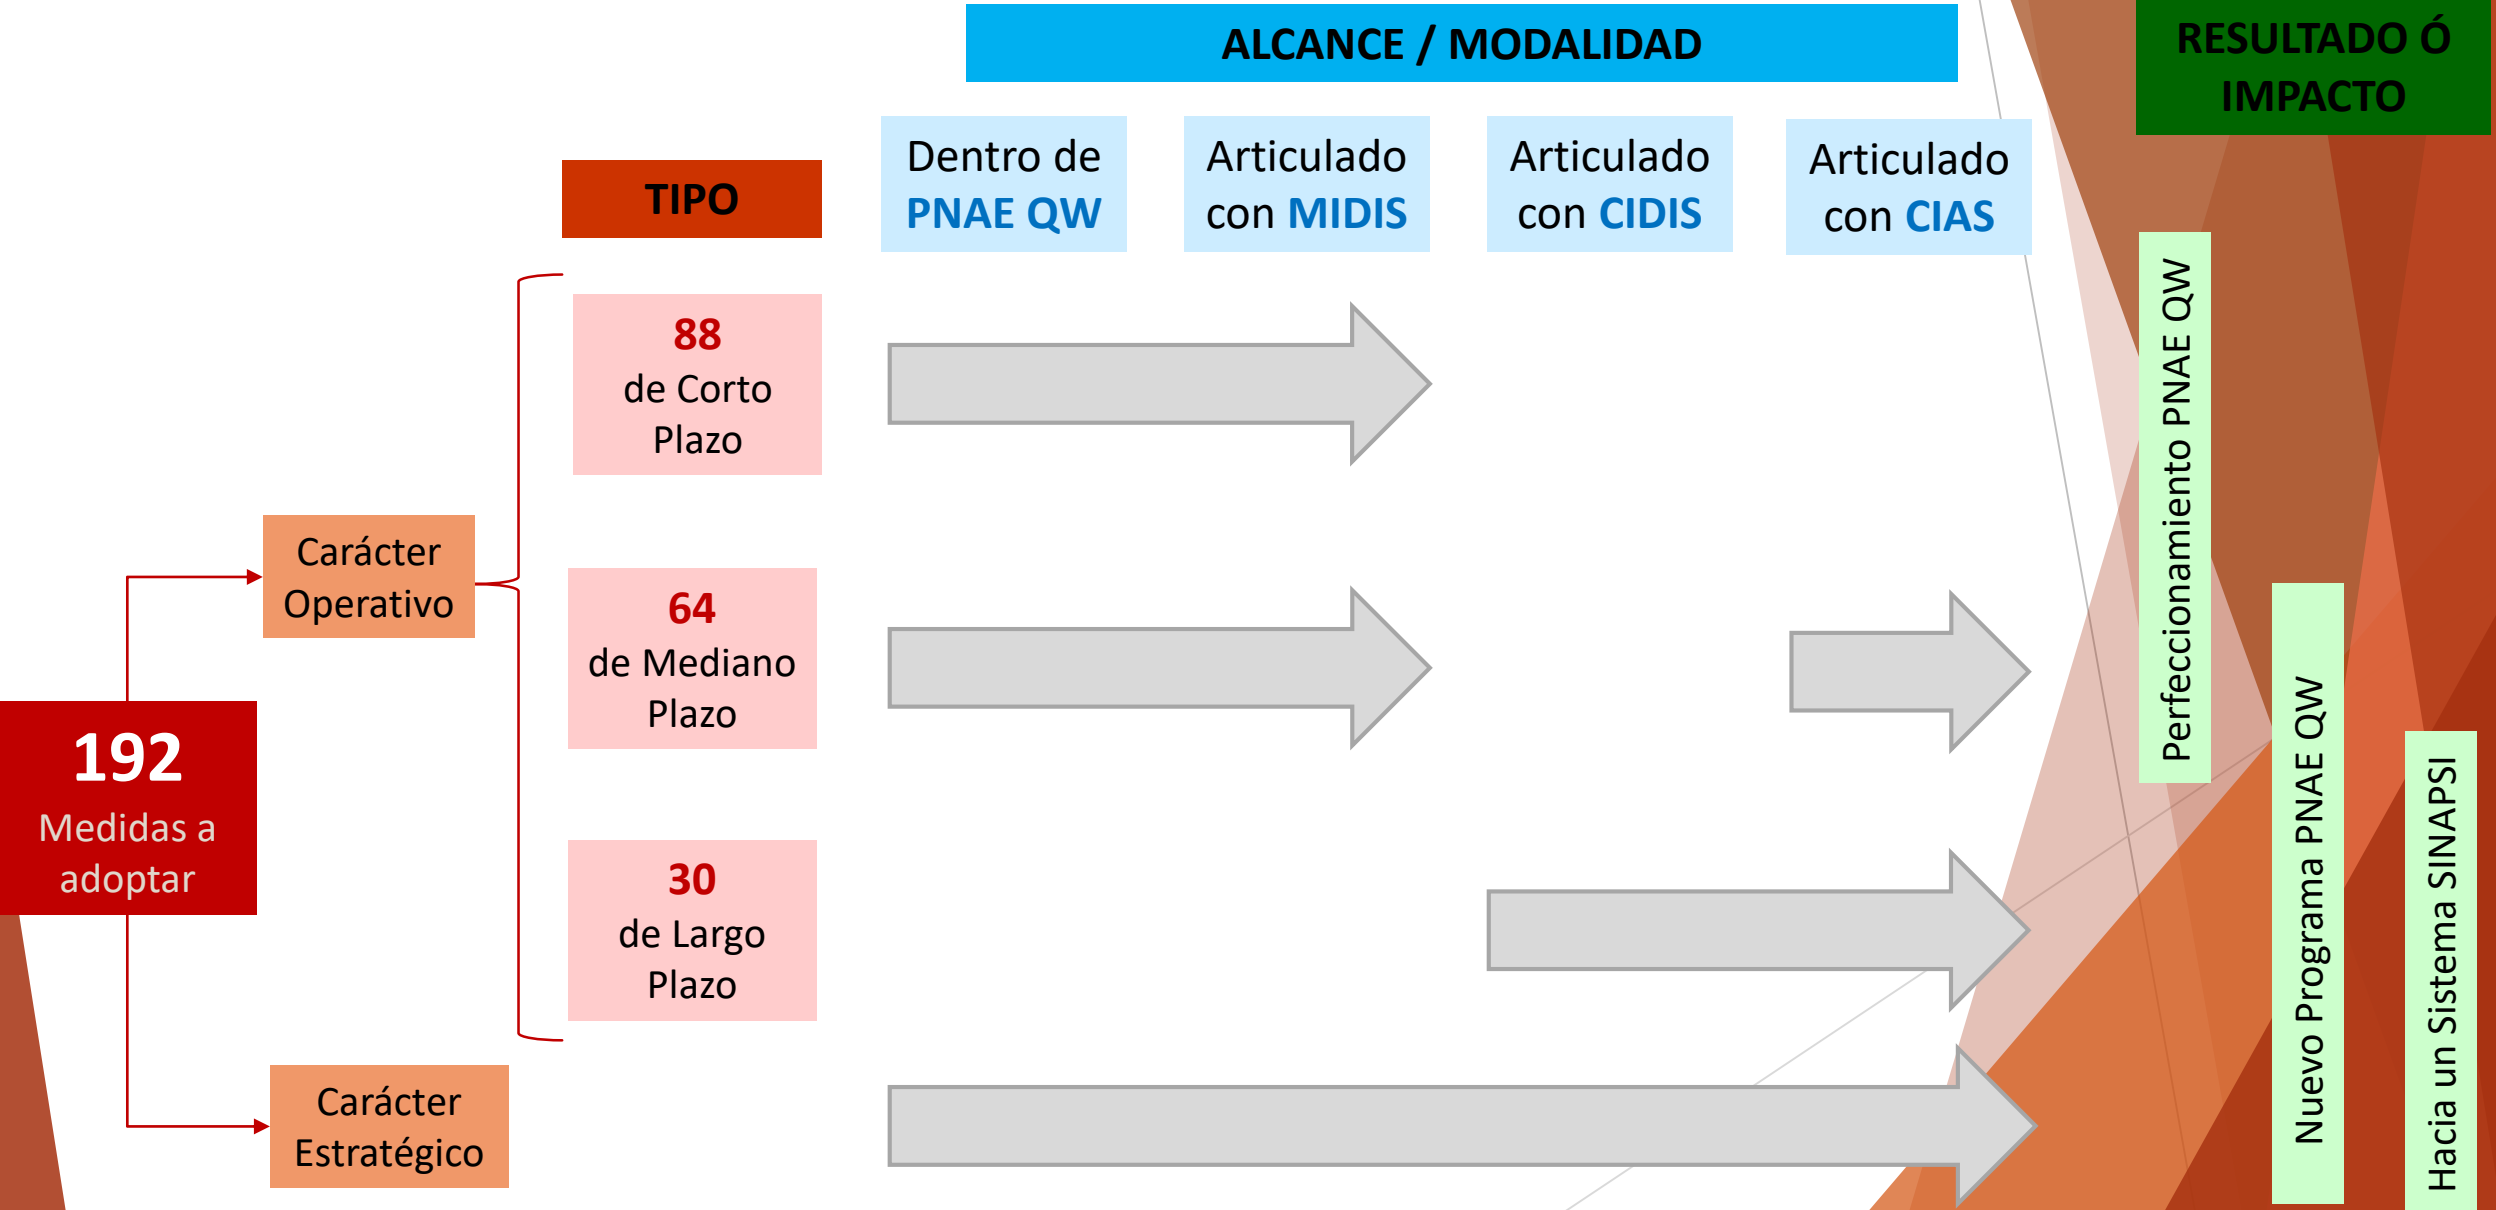 ALCANCE / MODALIDAD
RESULTADO Ó
IMPACTO
TIPO
Dentro de
PNAE QW
Articulado
con MIDIS
Articulado
con CIDIS
Articulado
con CIAS
88
de Corto
Plazo
Carácter
Operativo
64
de Mediano
Plazo
192
Medidas a
adoptar
30
de Largo
Plazo
Carácter
Estratégico
Perfeccionamiento PNAE QW
Nuevo Programa PNAE QW
Hacia un Sistema SINAPSI